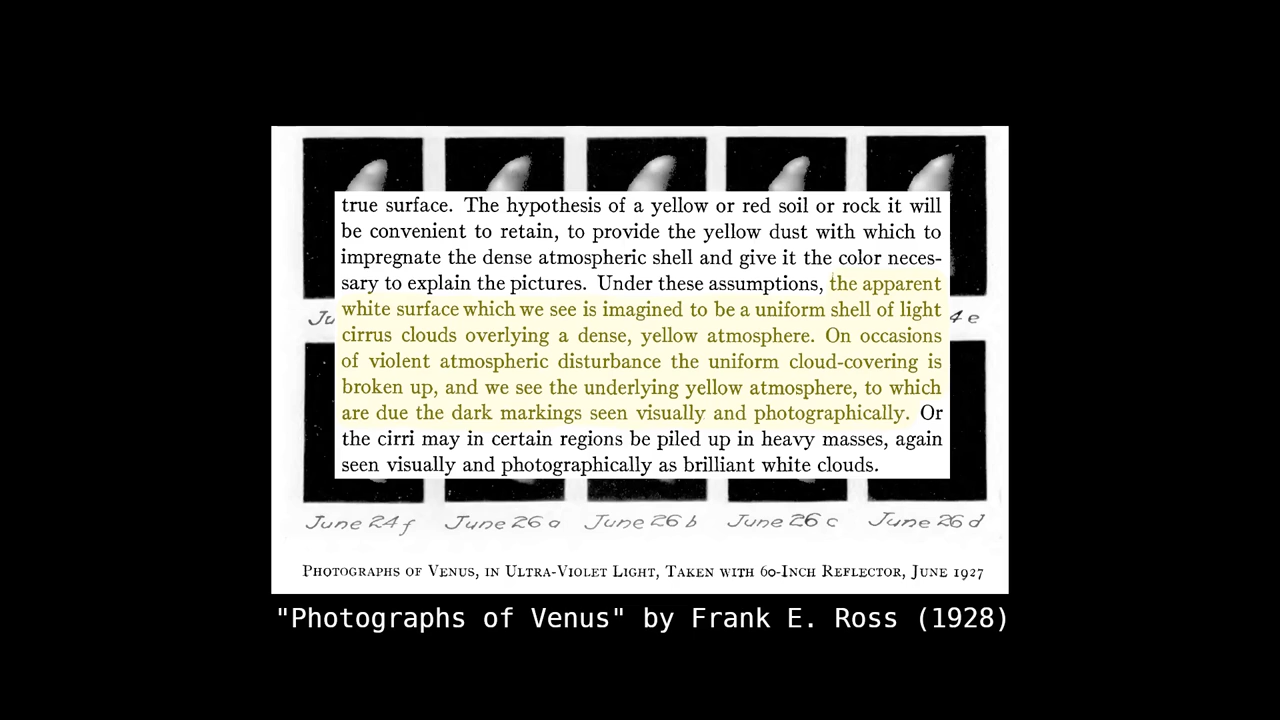 true surface. The hypothesis of a yellow or red soil or rock it will
be convenient to retain, to provide the yellow dust with which to
impregnate the dense atmospheric shell and give it the color neces-
sary to explain the pictures. Under these assumptions, the apparent
white surface which we see is imagined to be a uniform shell of light
cirrus clouds overlying a dense, yellow atmosphere. On occasions
of violent atmospheric disturbance the uniform cloud-covering is
broken up, and we see the underlying yellow atmosphere, to which
are due the dark markings seen visually and photographically. Or
the cirri may in certain regions be piled up in heavy masses, again
seen visually and photographically as brilliant white clouds.
4 e
June 24 f June 26 a June 26 b June 26 c June 26 d
Photographs of Venus, in Ultra-Violet Light, Taken with 60-Inch Reflector, June 1927
"Photographs of Venus" by Frank E. Ross (1928)